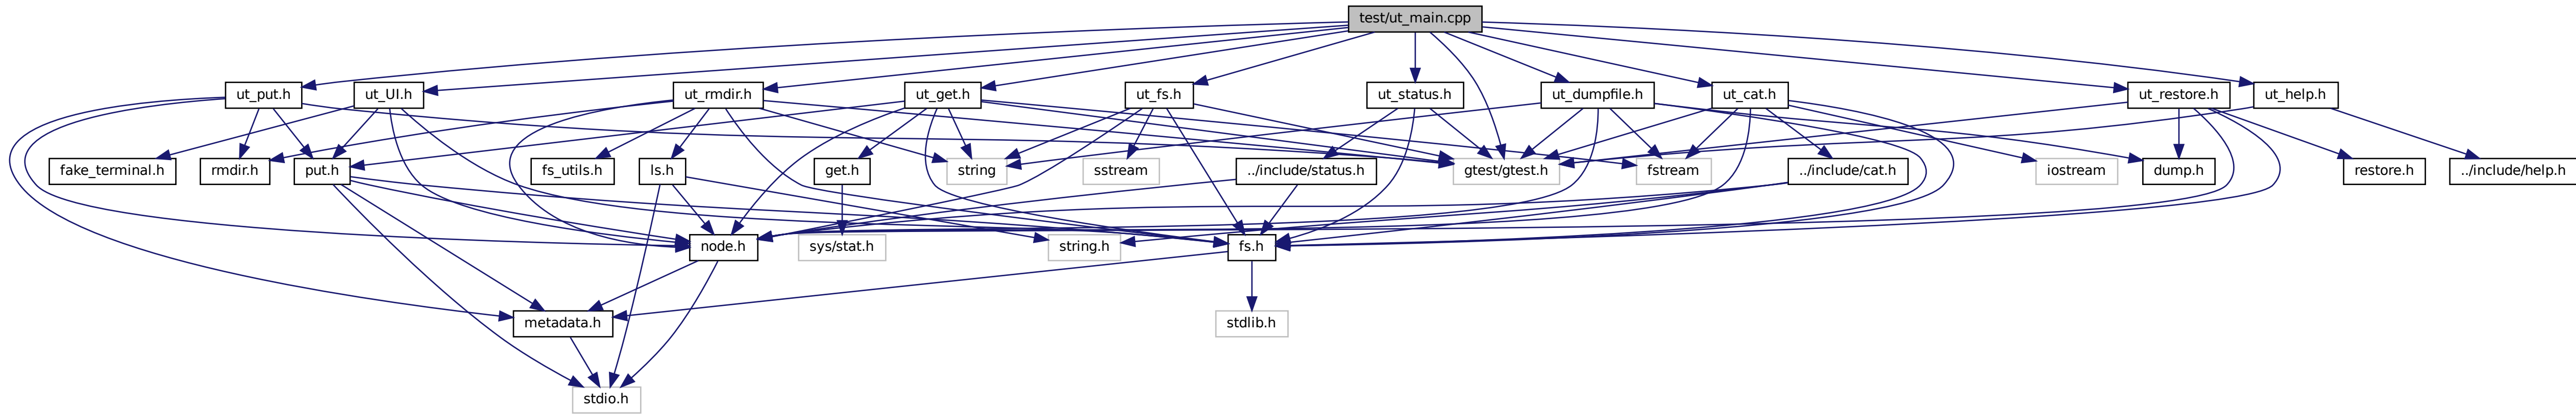 test/ut_main.cpp
ut_put.h
ut_UI.h
ut_rmdir.h
ut_get.h
ut_fs.h
ut_status.h
ut_dumpfile.h
ut_cat.h
ut_restore.h
ut_help.h
fake_terminal.h
rmdir.h
put.h
fs_utils.h
ls.h
get.h
string
sstream
../include/status.h
gtest/gtest.h
fstream
../include/cat.h
iostream
dump.h
restore.h
../include/help.h
node.h
sys/stat.h
string.h
fs.h
metadata.h
stdlib.h
stdio.h